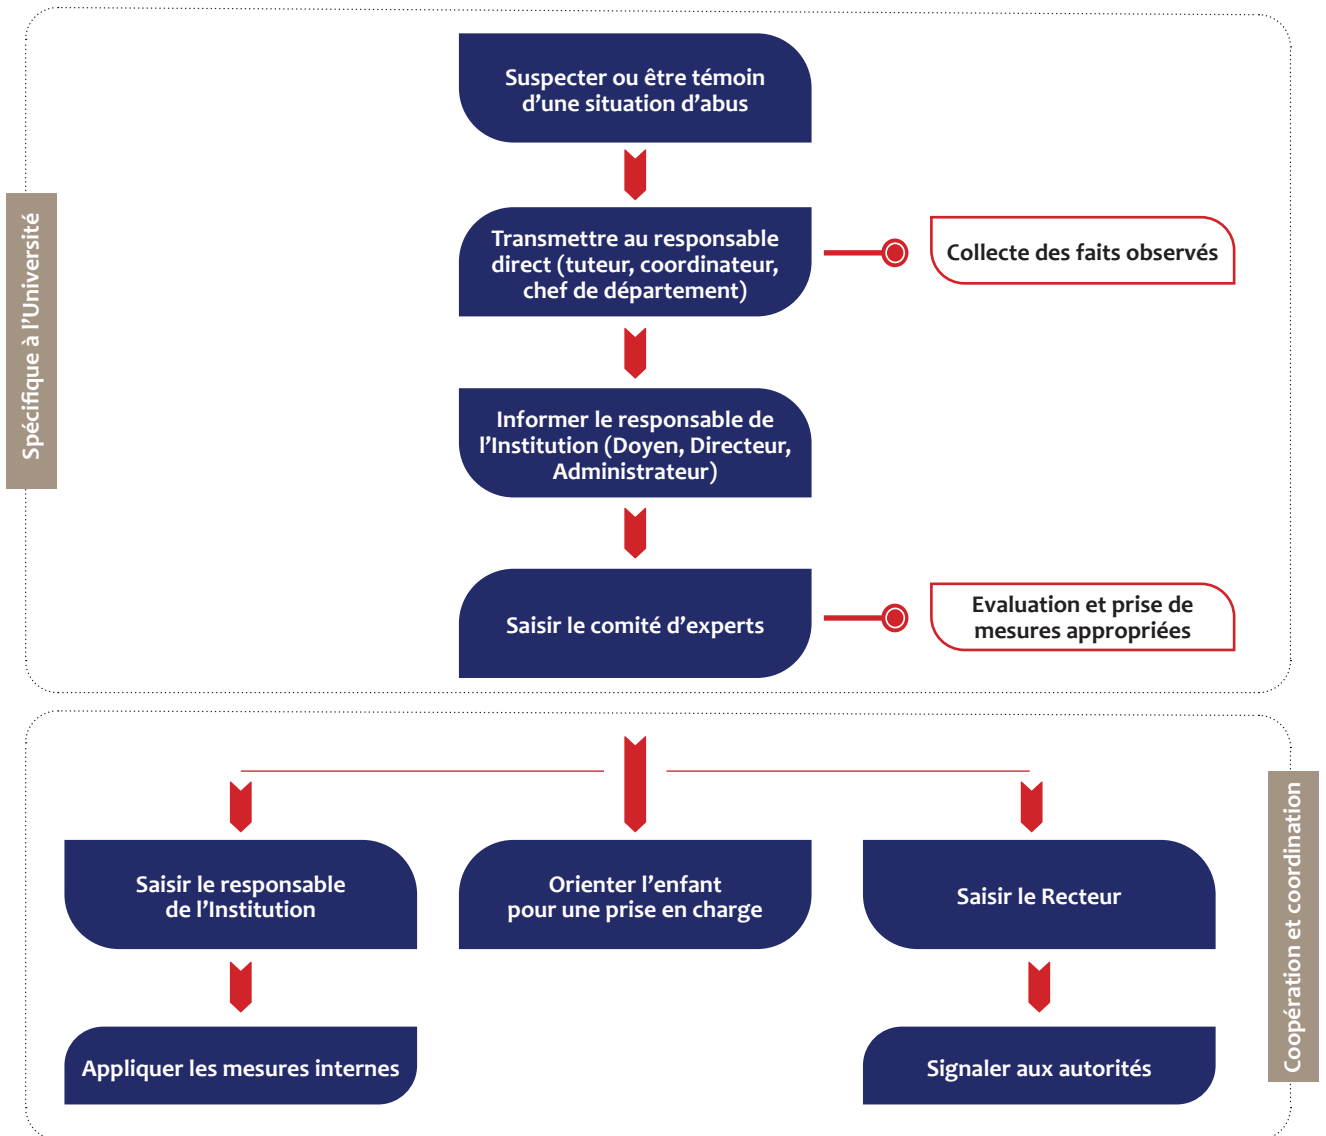 Spécifique à l'Université
Suspecter ou être témoin
d'une situation d'abus
Transmettre au responsable
direct (tuteur, coordinateur,
chef de département)
Collecte des faits observés
Informer le responsable de
l'Institution (Doyen, Directeur,
Administrateur)
Saisir le comité d'experts
Evaluation et prise de
mesures appropriées
Coopération et coordination
Saisir le responsable
de l'Institution
Orienter l'enfant
pour une prise en charge
Saisir le Recteur
Appliquer les mesures internes
Signaler aux autorités